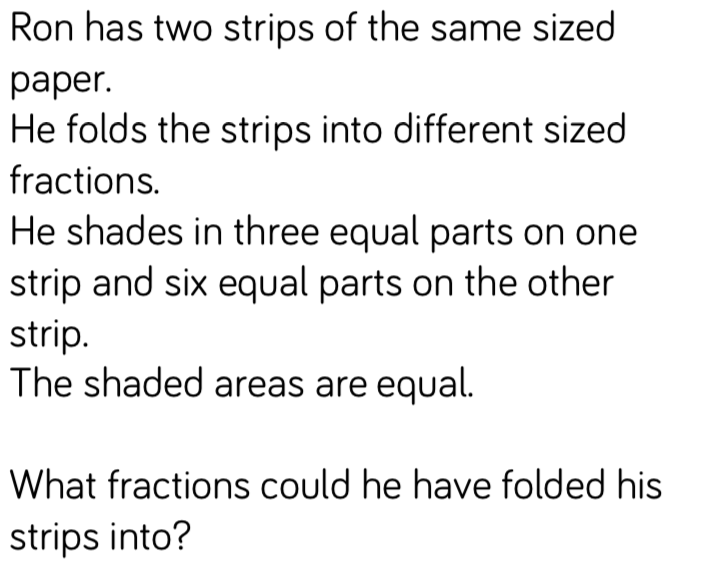 Ron has two strips of the same sized
paper.
He folds the strips into different sized
fractions.
He shades in three equal parts on one
strip and six equal parts on the other
strip.
The shaded areas are equal.
What fractions could he have folded his
strips into?